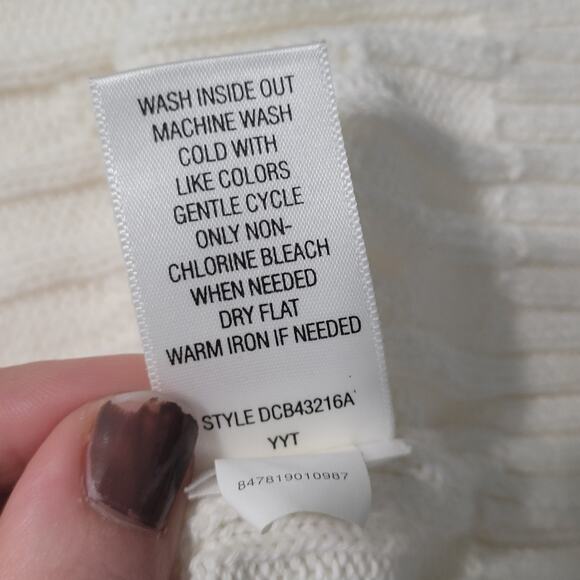 WASH INSIDE OUT
MACHINE WASH
COLD WITH
LIKE COLORS
GENTLE CYCLE
ONLY NON-
CHLORINE BLEACH
WHEN NEEDED
DRY FLAT
WARM IRON IF NEEDED
STYLE DCB43216A
YYT
847819010987